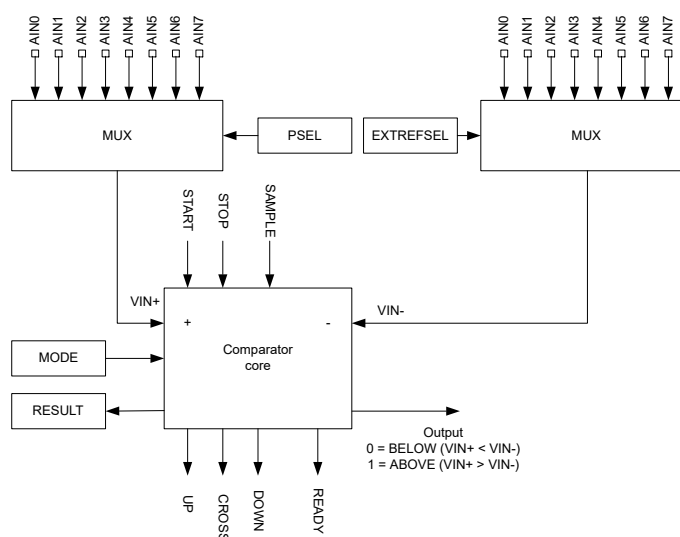 AIN0
AIN1
AIN2
AIN3
AIN4
AIN5
AIN6
AIN7
AIN0
AIN1
AIN2
AIN3
AIN4
AIN5
AIN6
AIN7
MUX
PSEL
EXTREFSEL
MUX
START
STOP
SAMPLE
VIN+
VIN-
+
-
Comparator
core
MODE
RESULT
Output
0 = BELOW (VIN+ < VIN-)
1 = ABOVE (VIN+ > VIN-)
UP
CROSS
DOWN
READY